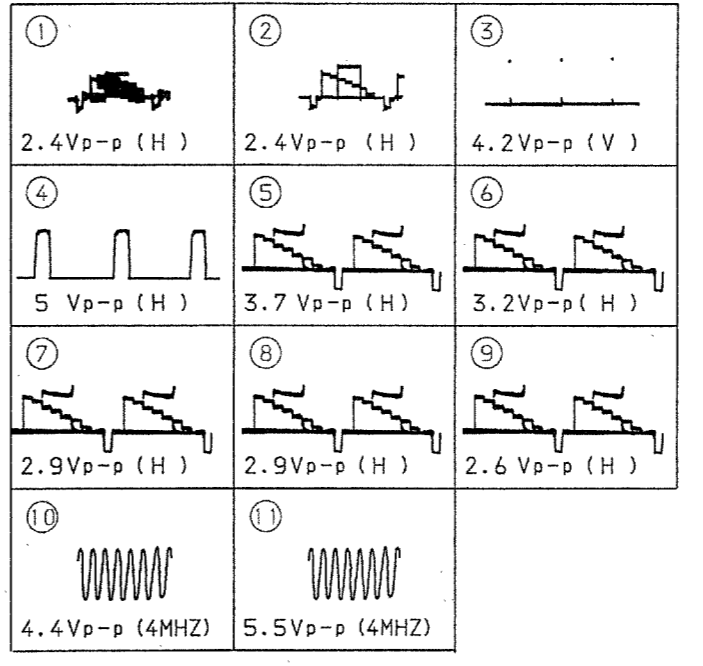 ① ② ③
2.4Vp-p (H ) 2.4Vp-p (H ) 4.2Vp-p (V )
④ ⑤ ⑥
5 Vp-p (H ) 3.7 Vp-p (H ) 3.2Vp-p( H )
⑦ ⑧ ⑨
2.9Vp-p (H ) 2.9Vp-p (H ) 2.6 Vp-p (H )
⑩ ⑪
4.4Vp-p (4MHZ) 5.5Vp-p (4MHZ)